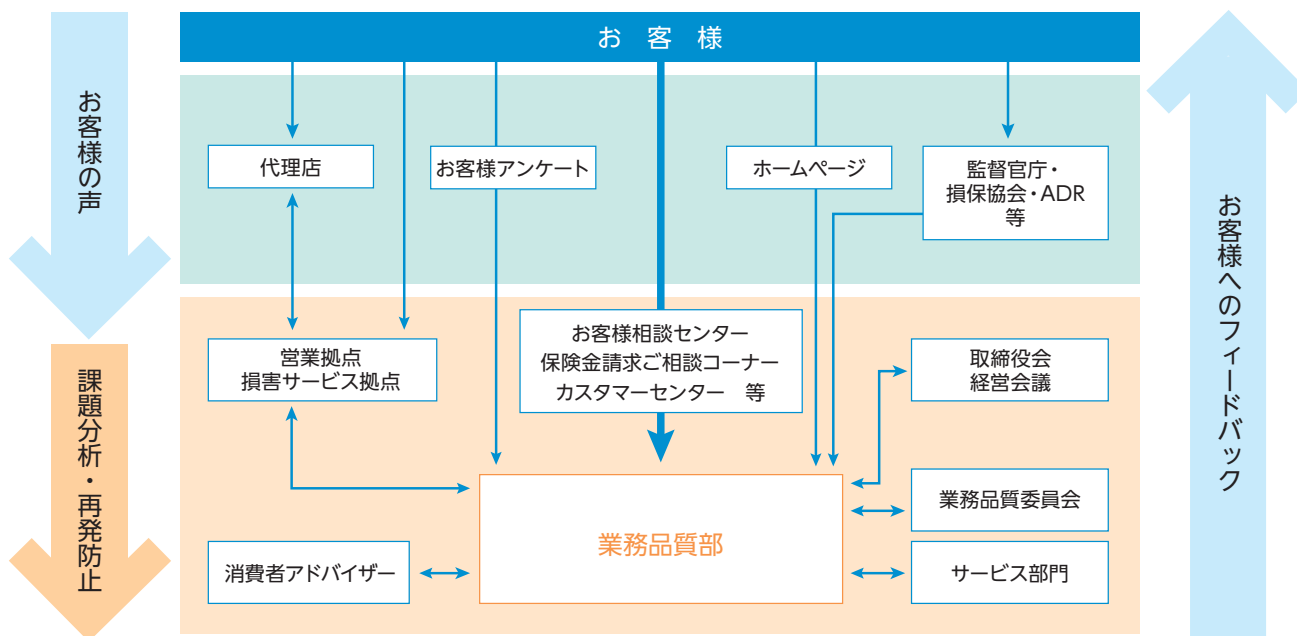 お 客 様
お客様の声
代理店
お客様アンケート
ホームページ
監督官庁・
損保協会・ADR
等
お客様へのフィードバック
課題分析・再発防止
営業拠点
損害サービス拠点
お客様相談センター
保険金請求ご相談コーナー
カスタマーセンター 等
取締役会
経営会議
業務品質部
業務品質委員会
消費者アドバイザー
サービス部門